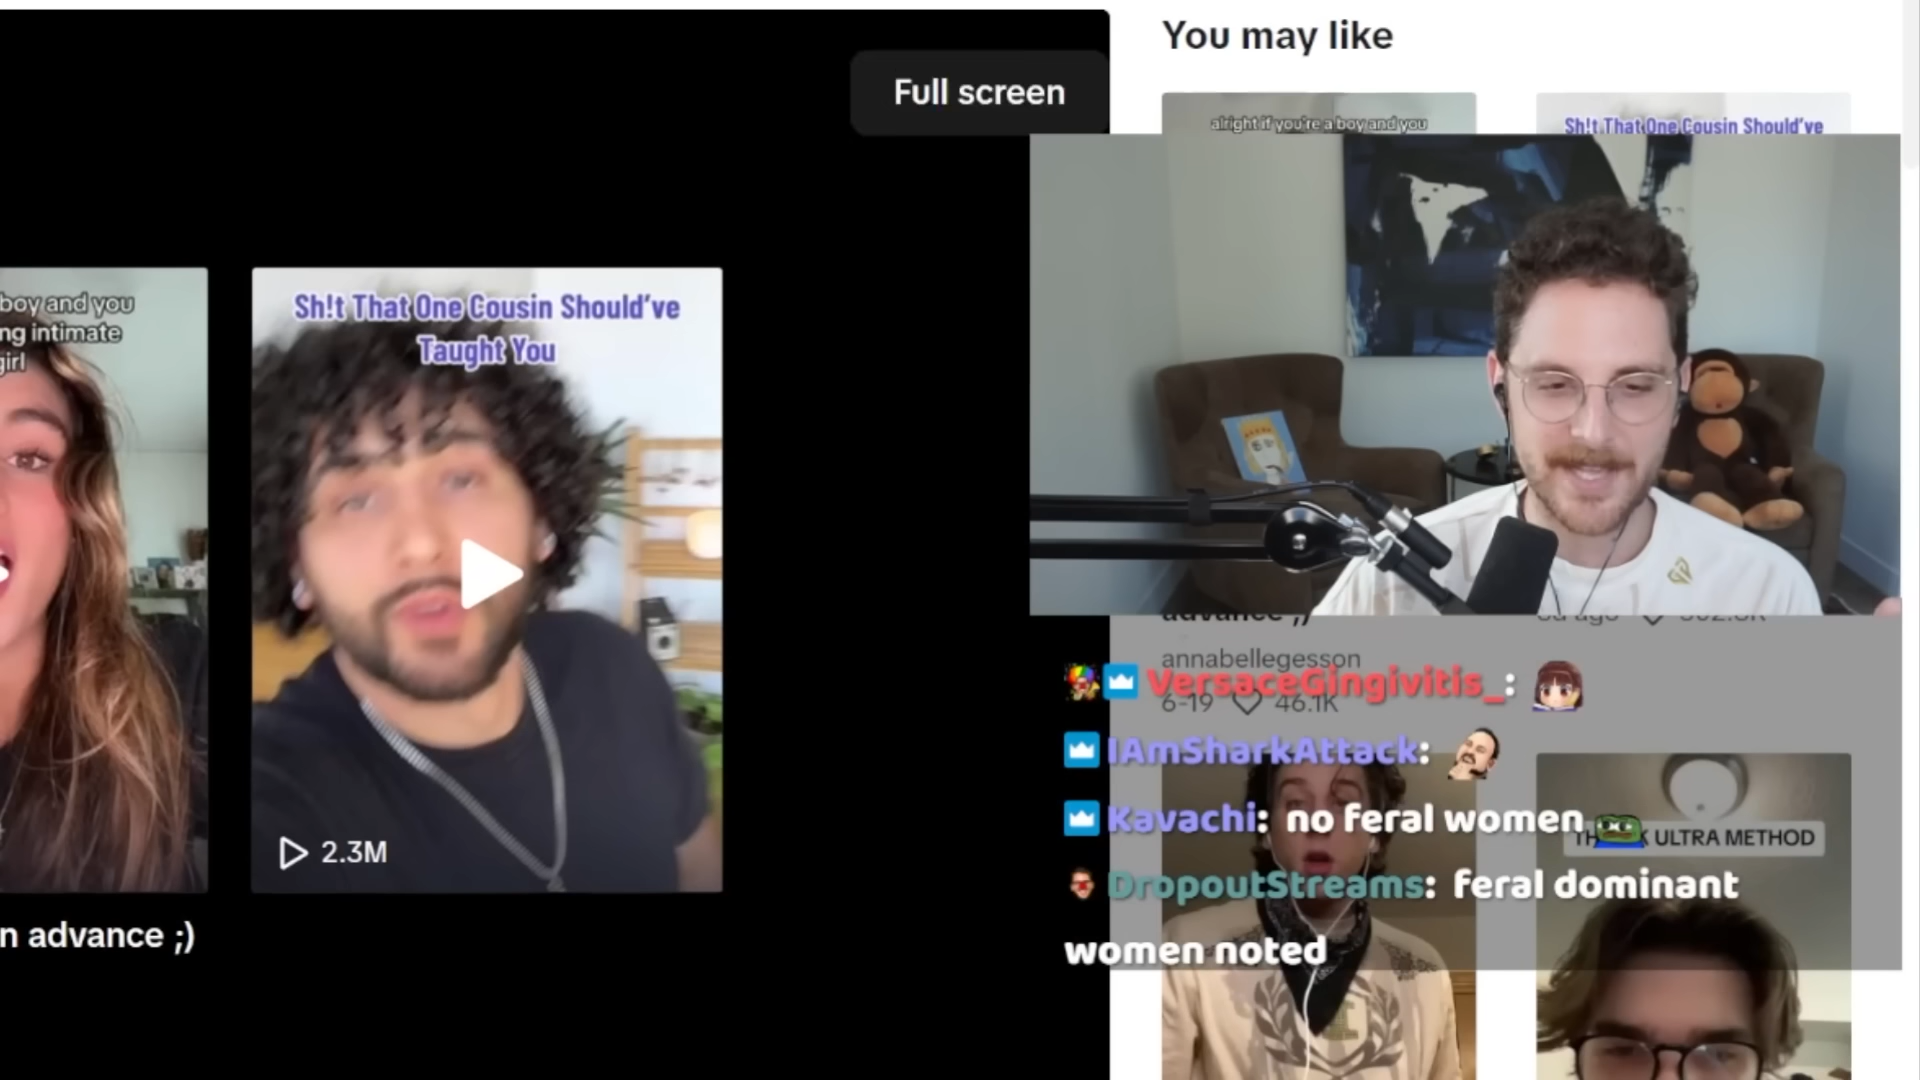 You may like
Full screen
alright if you're a boy and you
Sh!t That One Cousin Should've
boy and you
ng intimate
girl
Sh!t That One Cousin Should've
Taught You
2.3M
n advance ;)
advance ;)
annabellegesson
6-19 46.1K
VersaceGingivitis_:
IAmSharkAttack:
Kavachi: no feral women
ULTRA METHOD
DropoutStreams: feral dominant
women noted